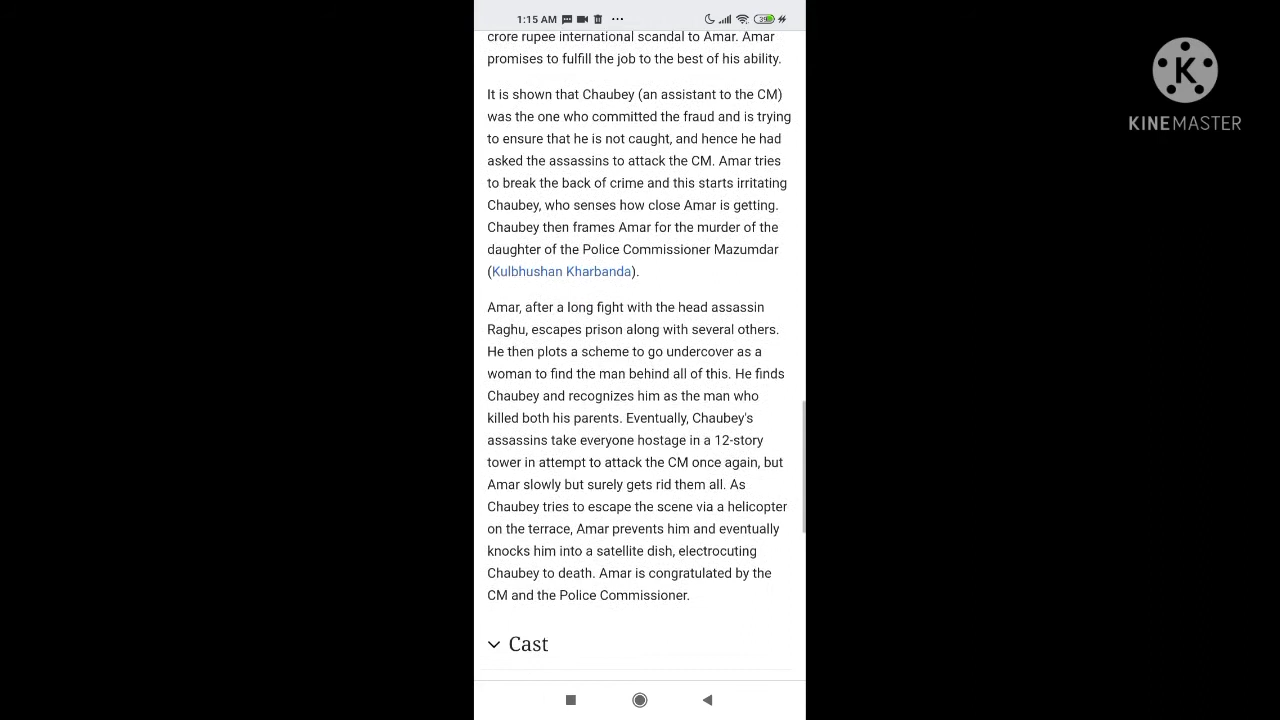 1:15 AM
39
crore rupee international scandal to Amar. Amar
promises to fulfill the job to the best of his ability.
It is shown that Chaubey (an assistant to the CM)
was the one who committed the fraud and is trying
to ensure that he is not caught, and hence he had
asked the assassins to attack the CM. Amar tries
to break the back of crime and this starts irritating
Chaubey, who senses how close Amar is getting.
Chaubey then frames Amar for the murder of the
daughter of the Police Commissioner Mazumdar
(Kulbhushan Kharbanda).
Amar, after a long fight with the head assassin
Raghu, escapes prison along with several others.
He then plots a scheme to go undercover as a
woman to find the man behind all of this. He finds
Chaubey and recognizes him as the man who
killed both his parents. Eventually, Chaubey's
assassins take everyone hostage in a 12-story
tower in attempt to attack the CM once again, but
Amar slowly but surely gets rid them all. As
Chaubey tries to escape the scene via a helicopter
on the terrace, Amar prevents him and eventually
knocks him into a satellite dish, electrocuting
Chaubey to death. Amar is congratulated by the
CM and the Police Commissioner.
Cast
K
KINEMASTER